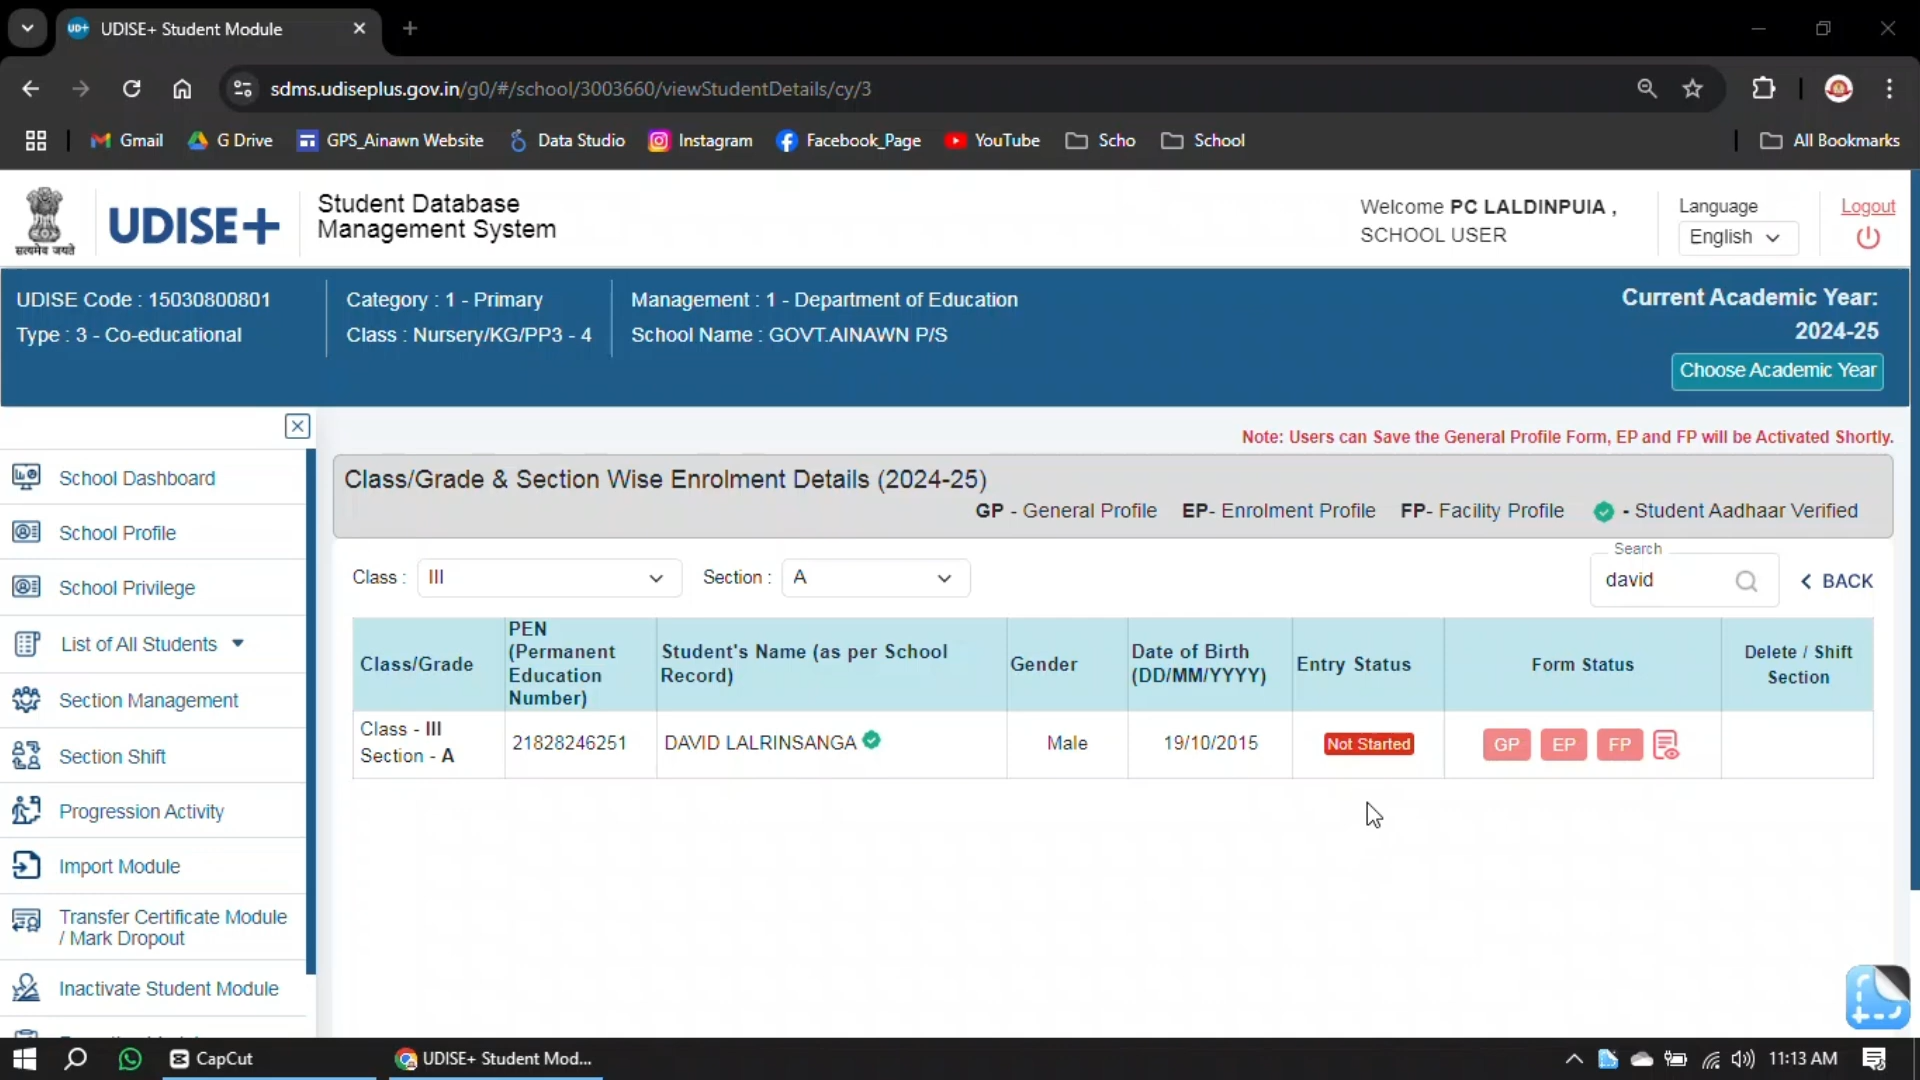 UD+ UDISE+ Student Module
sdms.udiseplus.gov.in/g0/#/school/3003660/viewStudentDetails/cy/3
Gmail G Drive GPS_Ainawn Website Data Studio Instagram Facebook_Page YouTube Scho School All Bookmarks
सत्यमेव जयते
UDISE+
Student Database
Management System
Welcome PC LALDINPUIA ,
SCHOOL USER
Language
English
Logout
UDISE Code : 15030800801
Type : 3 - Co-educational
Category : 1 - Primary
Class : Nursery/KG/PP3 - 4
Management : 1 - Department of Education
School Name : GOVT.AINAWN P/S
Current Academic Year:
2024-25
Choose Academic Year
School Dashboard
School Profile
School Privilege
List of All Students
Section Management
Section Shift
Progression Activity
Import Module
Transfer Certificate Module
/ Mark Dropout
Inactivate Student Module
Note: Users can Save the General Profile Form, EP and FP will be Activated Shortly.
Class/Grade & Section Wise Enrolment Details (2024-25)
GP - General Profile EP- Enrolment Profile FP- Facility Profile - Student Aadhaar Verified
Class : III Section : A
Search
david
BACK
Class/Grade
PEN
(Permanent
Education
Number)
Student's Name (as per School
Record)
Gender
Date of Birth
(DD/MM/YYYY)
Entry Status
Form Status
Delete / Shift
Section
Class - III
Section - A
21828246251
DAVID LALRINSANGA
Male
19/10/2015
Not Started
GP EP FP
CapCut
UDISE+ Student Mod...
11:13 AM